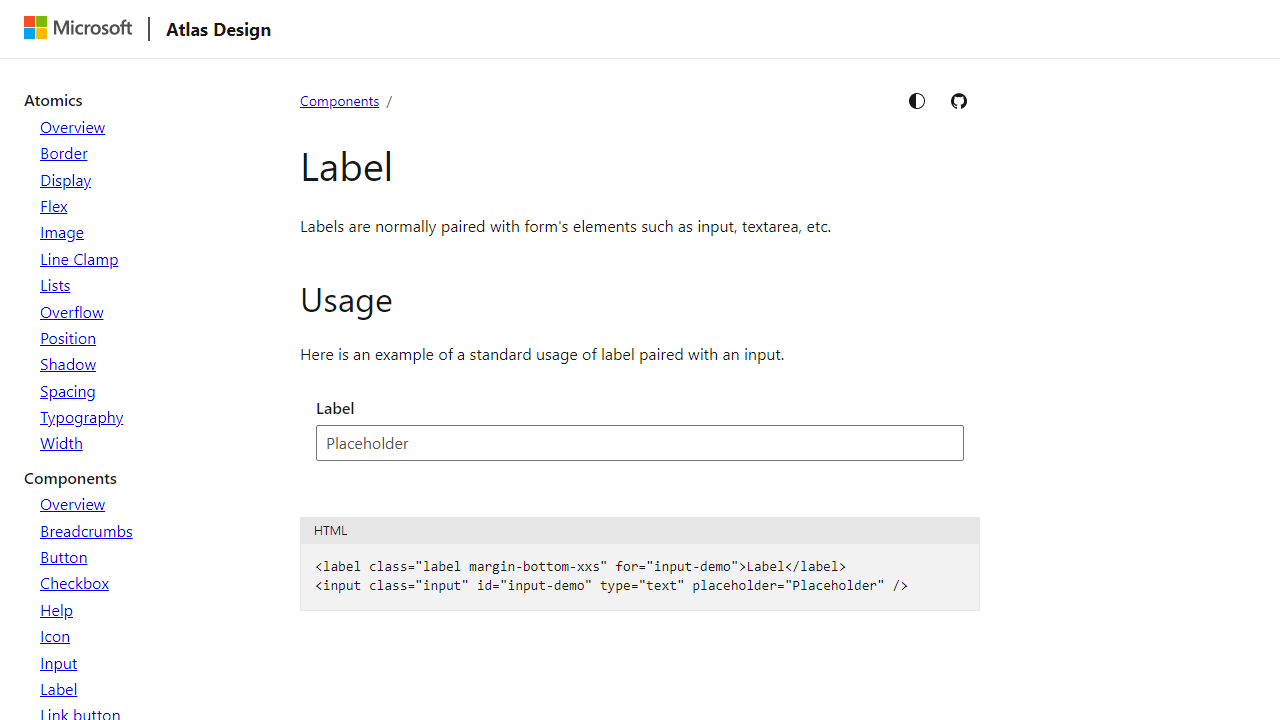 Microsoft
Atlas Design
Atomics
Overview
Border
Display
Flex
Image
Line Clamp
Lists
Overflow
Position
Shadow
Spacing
Typography
Width
Components
Overview
Breadcrumbs
Button
Checkbox
Help
Icon
Input
Label
Link button
Components /
Label
Labels are normally paired with form's elements such as input, textarea, etc.
Usage
Here is an example of a standard usage of label paired with an input.
Label
Placeholder
HTML
<label class="label margin-bottom-xxs" for="input-demo">Label</label>
<input class="input" id="input-demo" type="text" placeholder="Placeholder" />